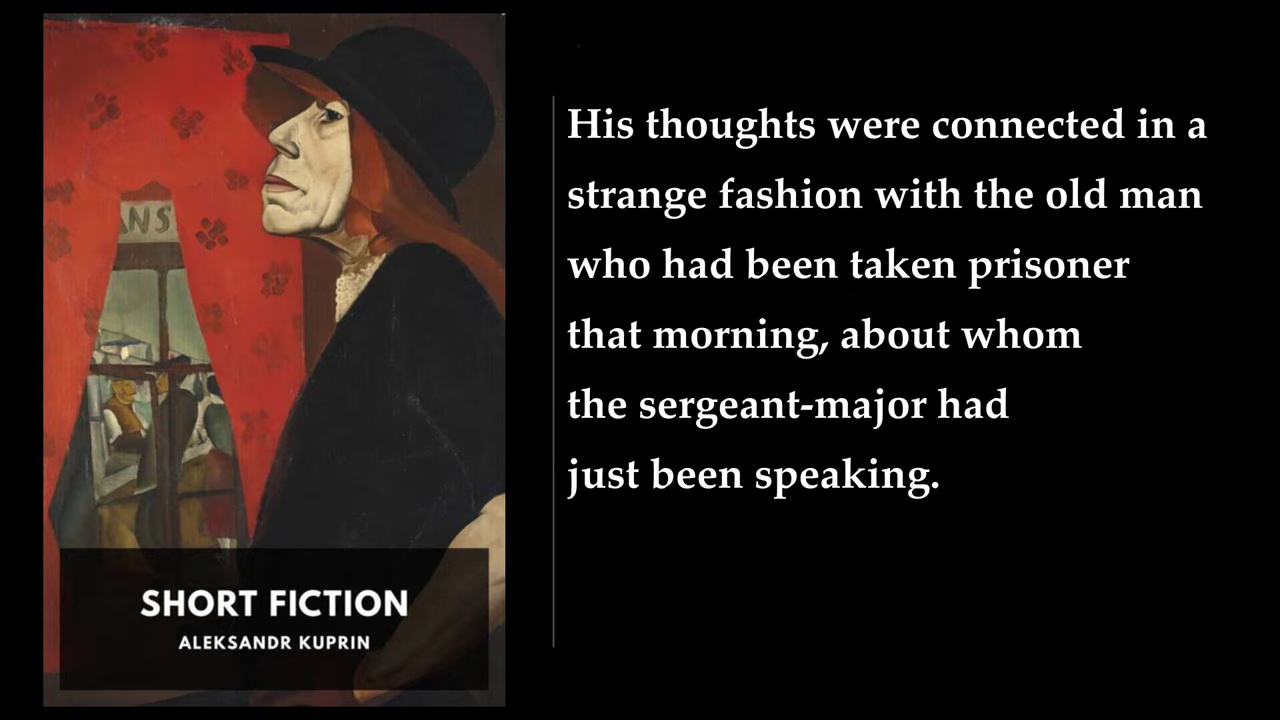 ANS
SHORT FICTION
ALEKSANDR KUPRIN
His thoughts were connected in a
strange fashion with the old man
who had been taken prisoner
that morning, about whom
the sergeant-major had
just been speaking.